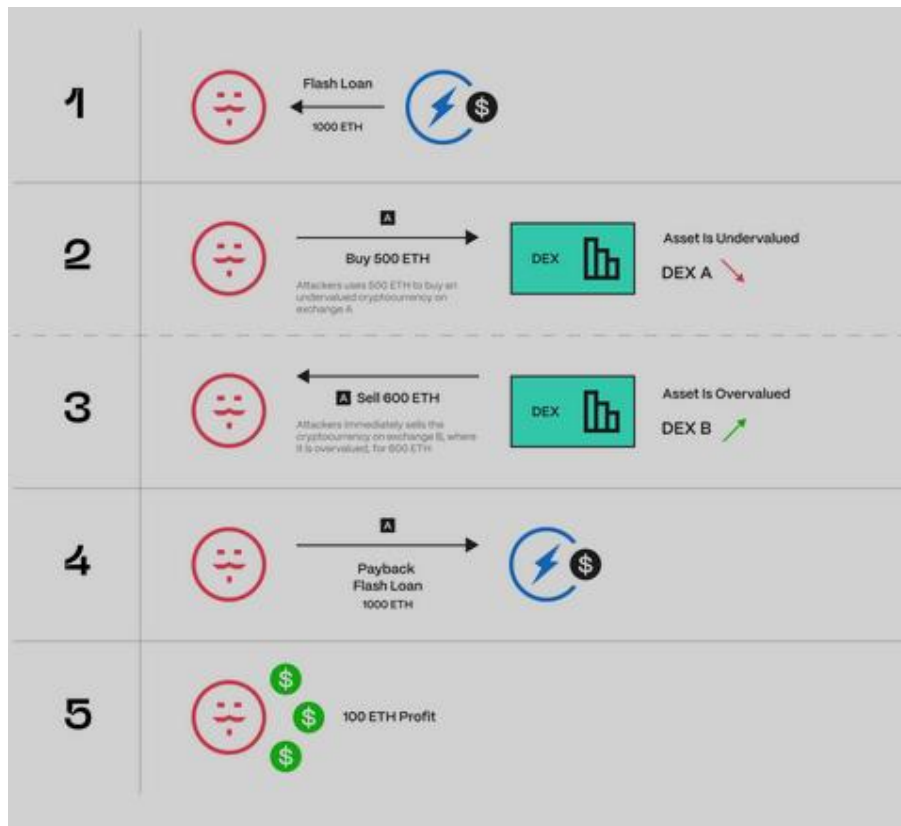 1
Flash Loan
1000 ETH
$
2
A
Buy 500 ETH
Attackers uses 500 ETH to buy an
undervalued cryptocurrency on
exchange A
DEX
Asset Is Undervalued
DEX A
3
A Sell 600 ETH
Attackers immediately sells the
cryptocurrency on exchange B, where
it is overvalued, for 600 ETH
DEX
Asset Is Overvalued
DEX B
4
A
Payback
Flash Loan
1000 ETH
$
5
$
$
$
100 ETH Profit